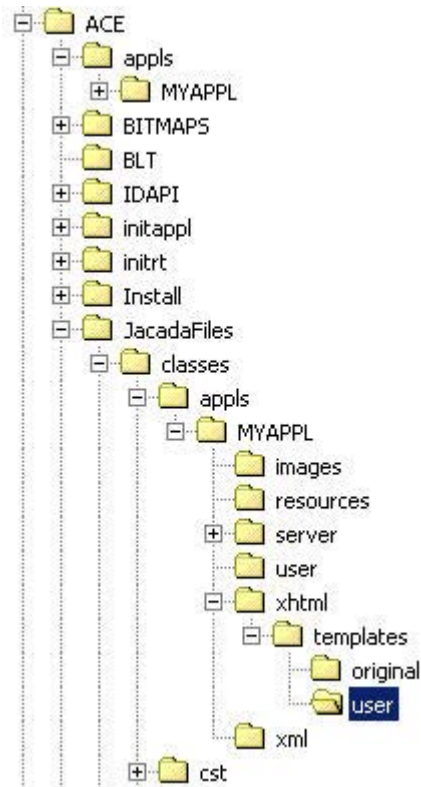 ACE
appls
MYAPPL
BITMAPS
BLT
IDAPI
initappl
initrt
Install
JacadaFiles
classes
appls
MYAPPL
images
resources
server
user
xhtml
templates
original
user
xml
cst